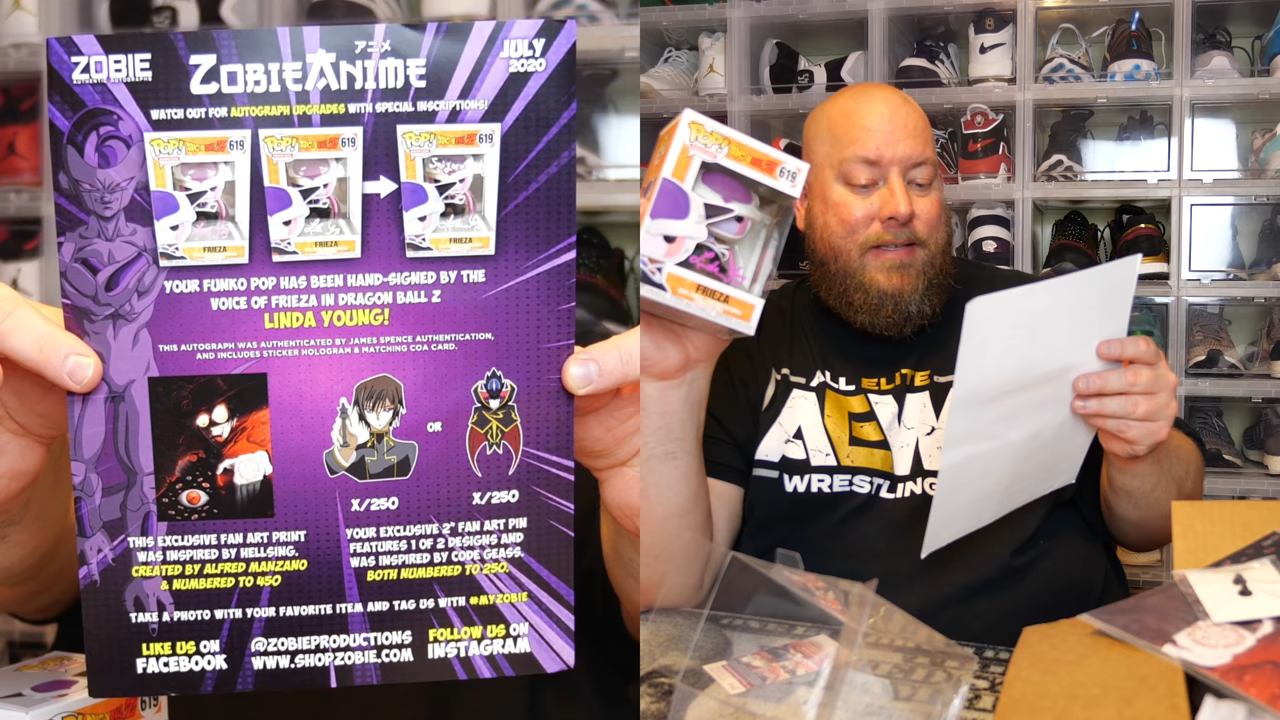 ZOBIE
AUTHENTIC AUTOGRAPHS
アニメ
ZOBIEANIME
JULY
2020
WATCH OUT FOR AUTOGRAPH UPGRADES WITH SPECIAL INSCRIPTIONS!
POP! 619
POP! 619
POP! 619
FRIEZA
FRIEZA
FRIEZA
YOUR FUNKO POP HAS BEEN HAND-SIGNED BY THE
VOICE OF FRIEZA IN DRAGON BALL Z
LINDA YOUNG!
THIS AUTOGRAPH WAS AUTHENTICATED BY JAMES SPENCE AUTHENTICATION,
AND INCLUDES STICKER HOLOGRAM & MATCHING COA CARD.
OR
X/250
X/250
THIS EXCLUSIVE FAN ART PRINT
WAS INSPIRED BY HELLSING.
CREATED BY ALFRED MANZANO
& NUMBERED TO 450
YOUR EXCLUSIVE 2" FAN ART PIN
FEATURES 1 OF 2 DESIGNS AND
WAS INSPIRED BY CODE GEASS.
BOTH NUMBERED TO 250.
TAKE A PHOTO WITH YOUR FAVORITE ITEM AND TAG US WITH #MYZOBIE
LIKE US ON
FACEBOOK
@ZOBIEPRODUCTIONS
WWW.SHOPZOBIE.COM
FOLLOW US ON
INSTAGRAM
619
POP!
619
FRIEZA
ALL ELITE
AEW
WRESTLING